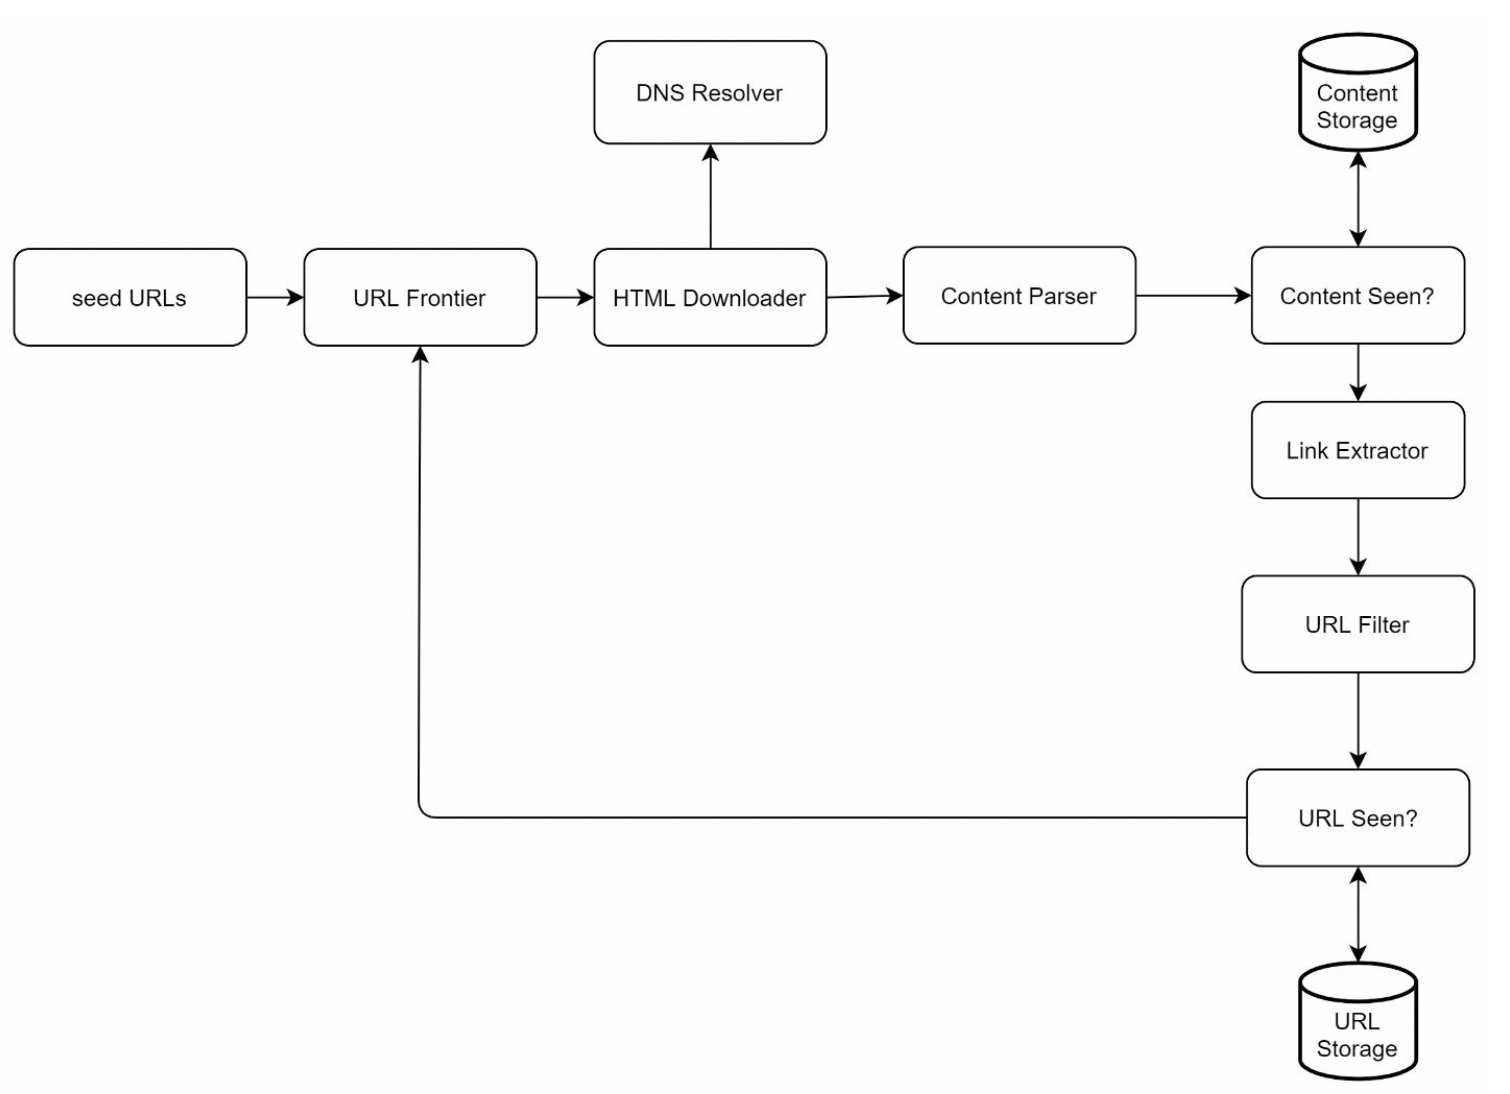 DNS Resolver
Content
Storage
seed URLs
URL Frontier
HTML Downloader
Content Parser
Content Seen?
Link Extractor
URL Filter
URL Seen?
URL
Storage